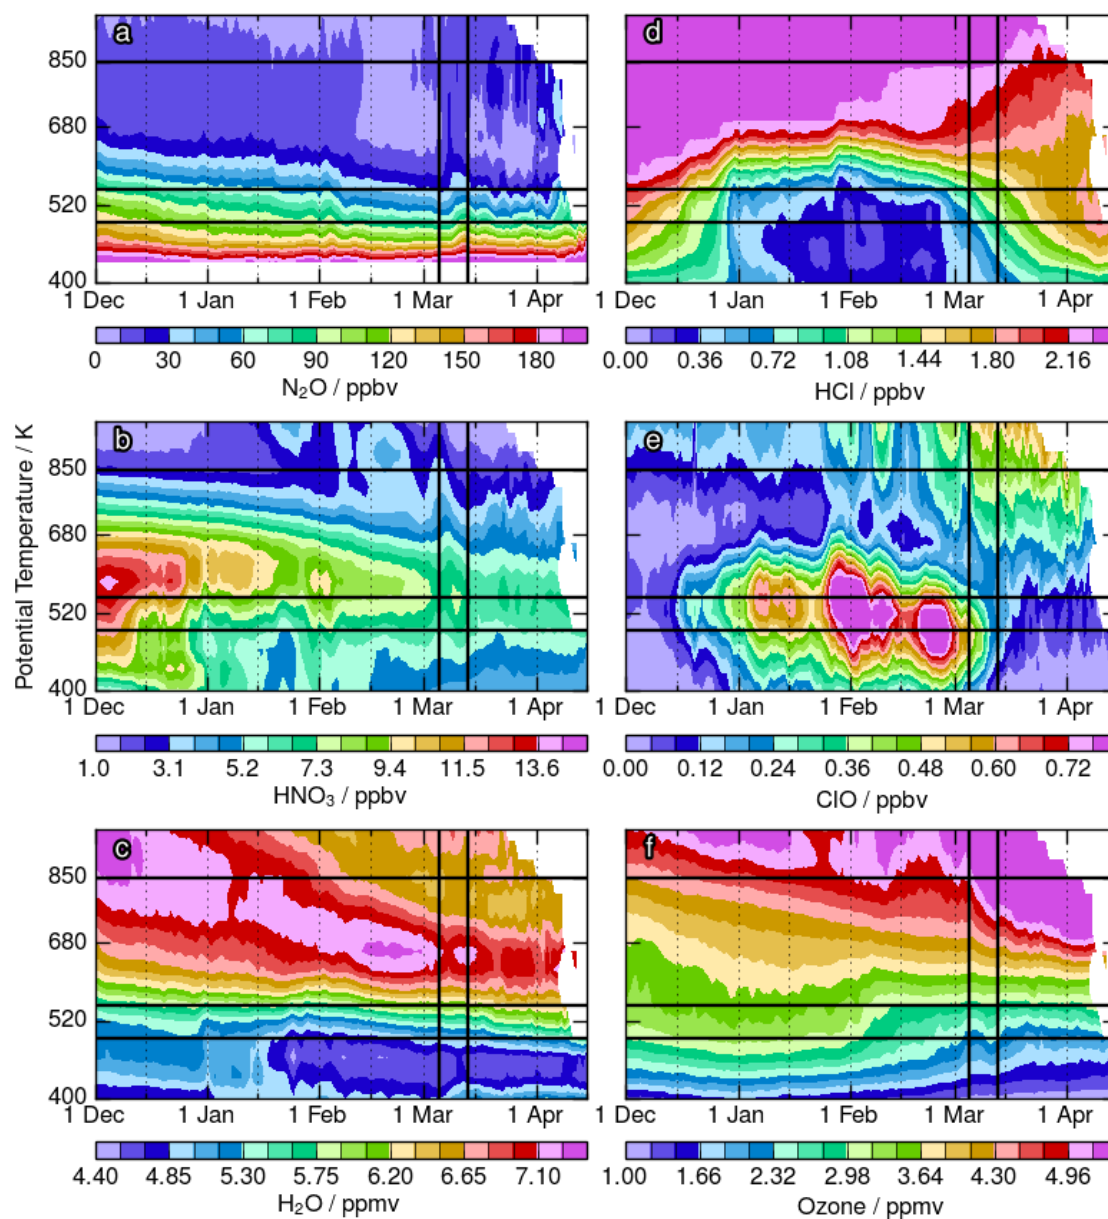 a
850
680
520
400
1 Dec 1 Jan 1 Feb 1 Mar 1 Apr
0 30 60 90 120 150 180
N₂O / ppbv
d
1 Dec 1 Jan 1 Feb 1 Mar 1 Apr
0.00 0.36 0.72 1.08 1.44 1.80 2.16
HCl / ppbv
Potential Temperature / K
b
850
680
520
400
1 Dec 1 Jan 1 Feb 1 Mar 1 Apr
1.0 3.1 5.2 7.3 9.4 11.5 13.6
HNO₃ / ppbv
e
1 Dec 1 Jan 1 Feb 1 Mar 1 Apr
0.00 0.12 0.24 0.36 0.48 0.60 0.72
ClO / ppbv
c
850
680
520
400
1 Dec 1 Jan 1 Feb 1 Mar 1 Apr
4.40 4.85 5.30 5.75 6.20 6.65 7.10
H₂O / ppmv
f
1 Dec 1 Jan 1 Feb 1 Mar 1 Apr
1.00 1.66 2.32 2.98 3.64 4.30 4.96
Ozone / ppmv